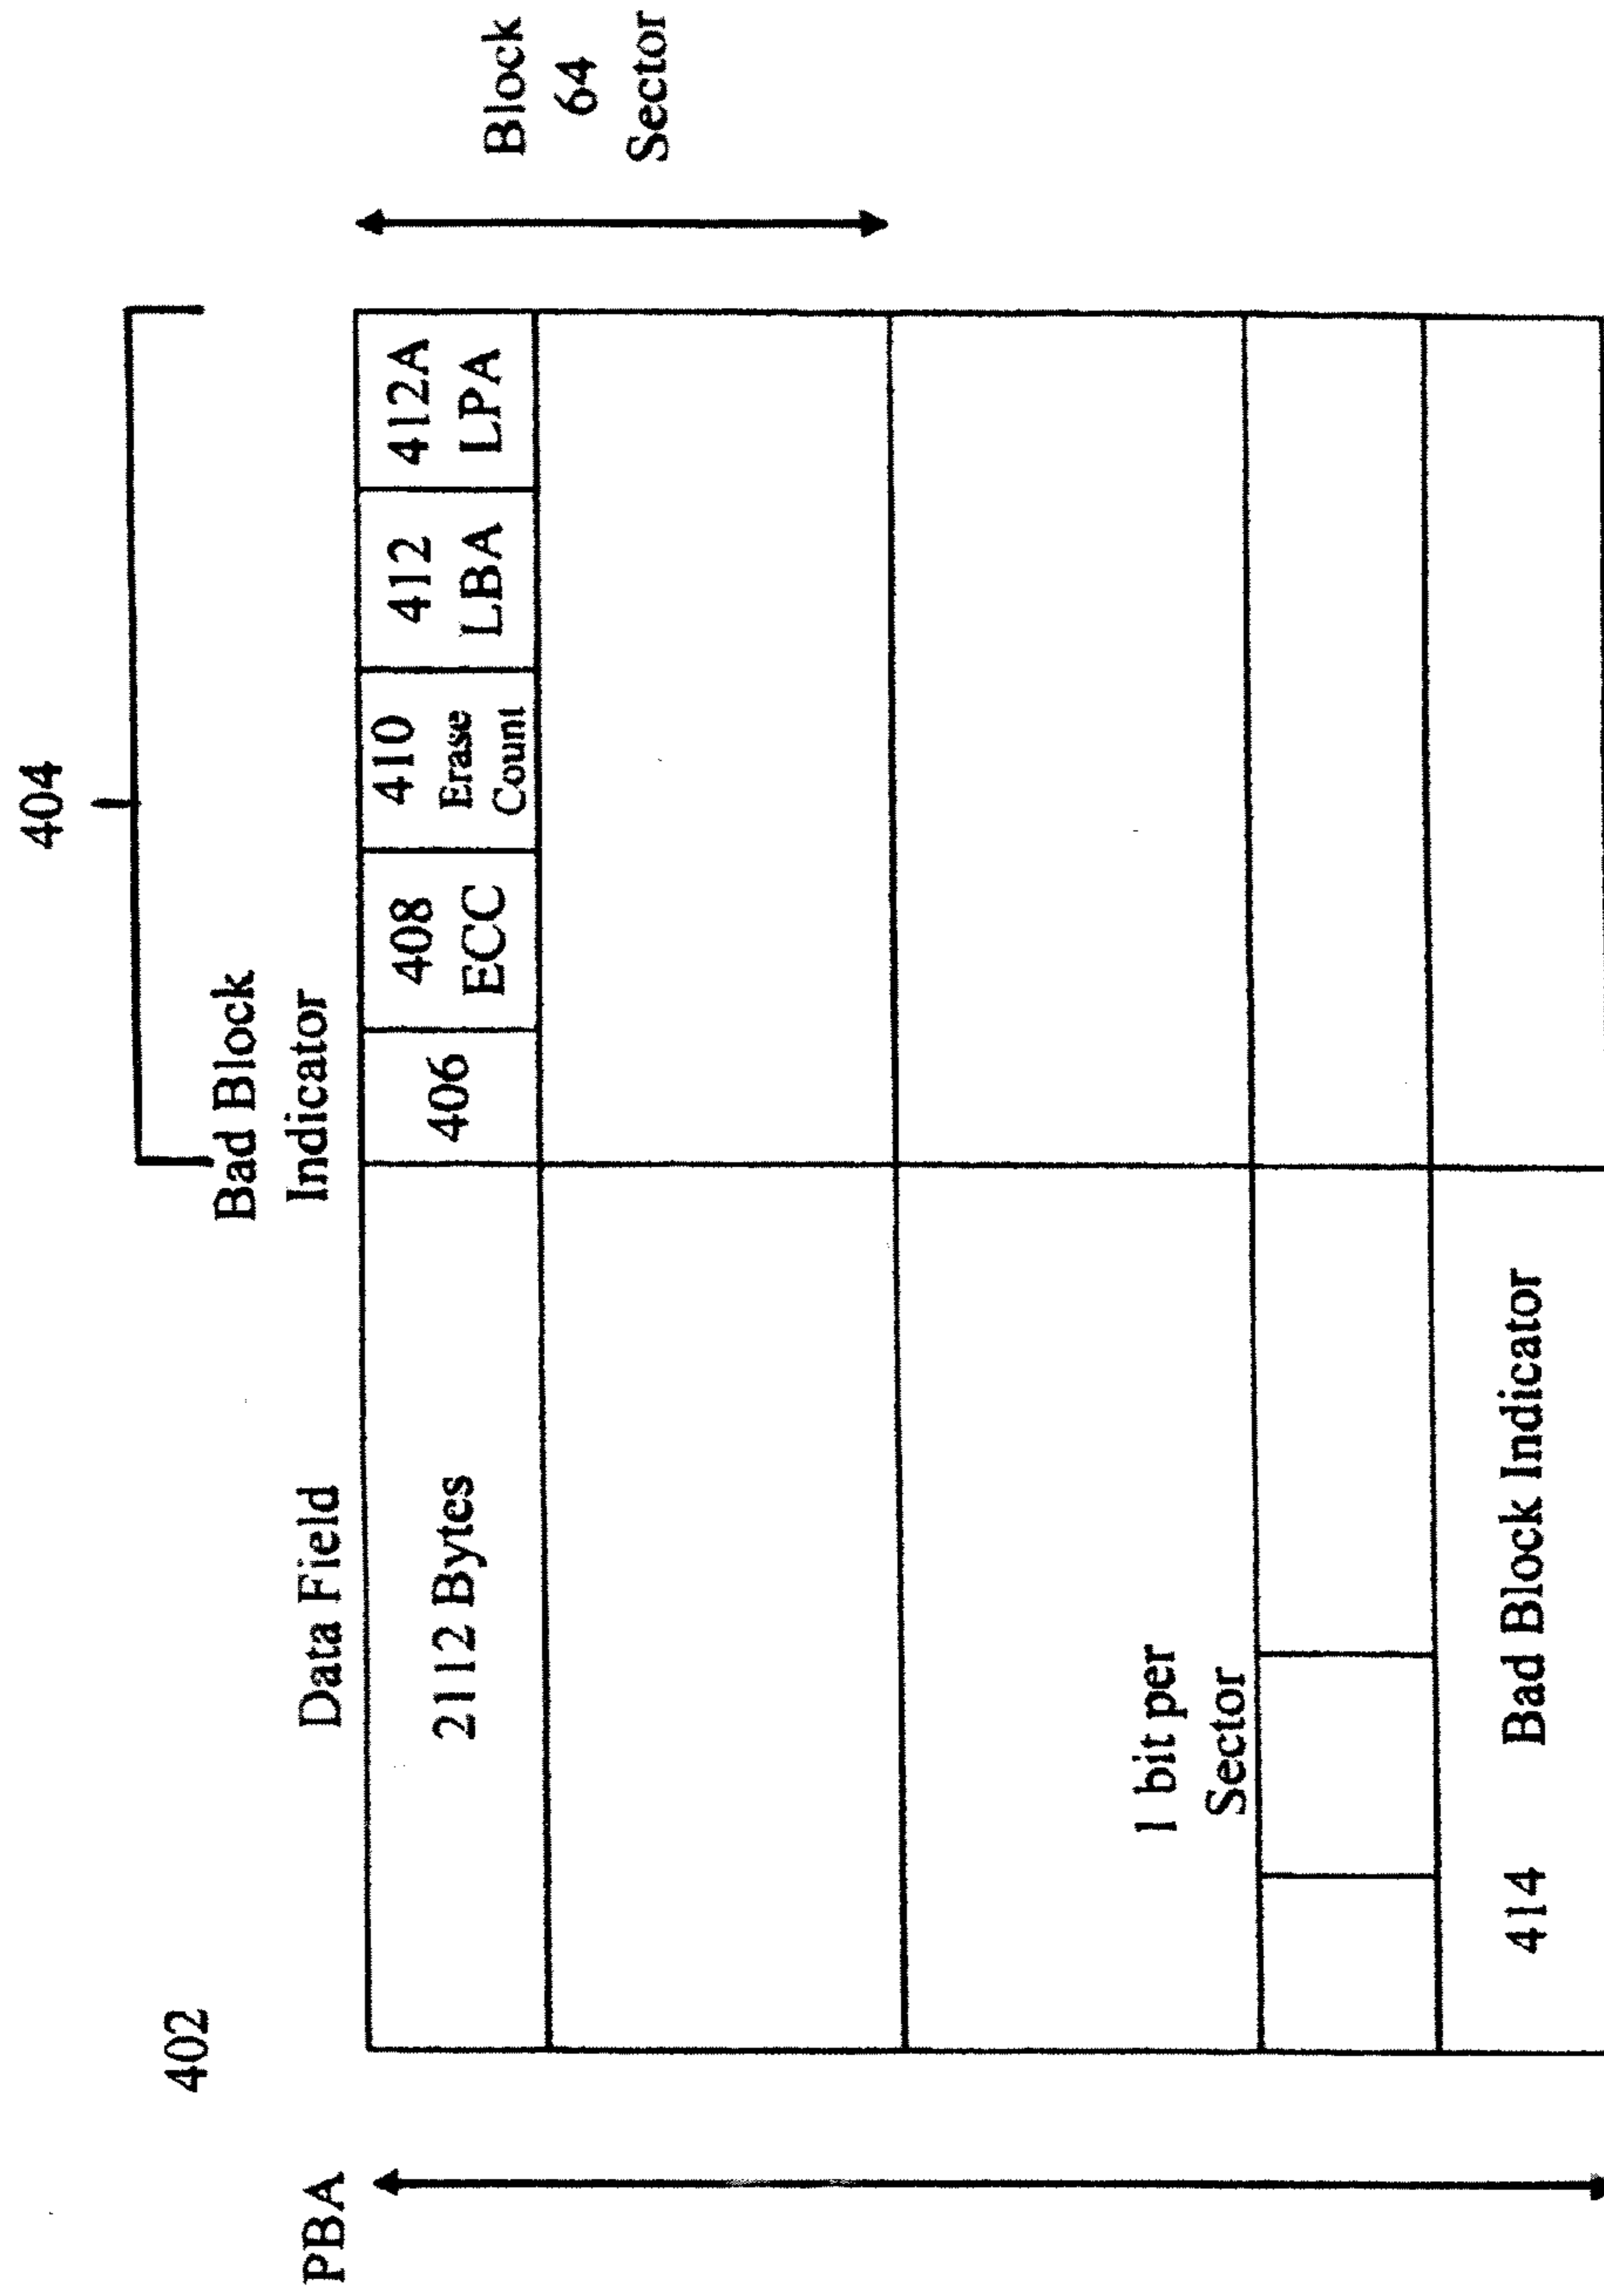 404
402
Bad Block
Indicator
PBA
Data Field
2112 Bytes
406
408
ECC
410
Erase
Count
412
LBA
412A
LPA
Block
64
Sector
1 bit per
Sector
414 Bad Block Indicator